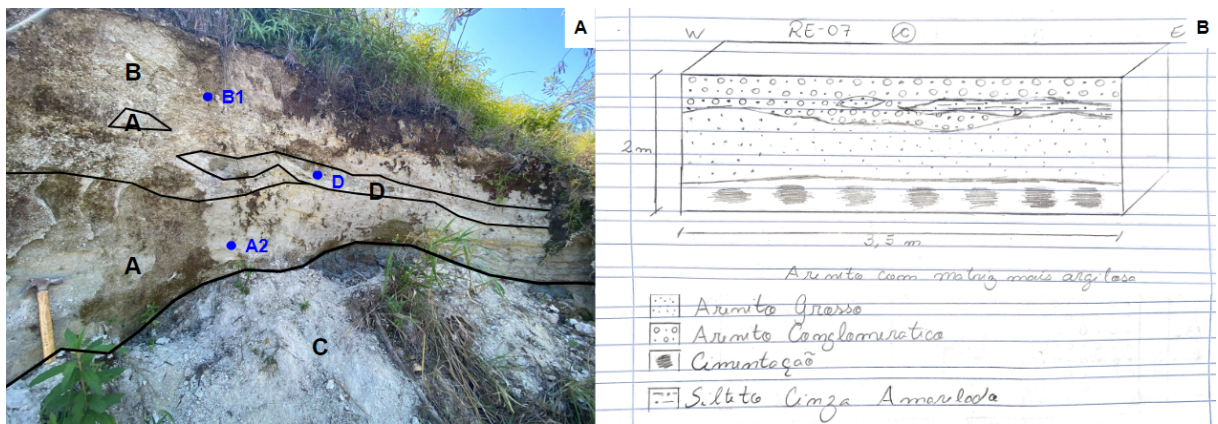 A
B
B1
A
D
D
A2
A
C
B
W RE-07 C E
2m
3,5 m
Arenito com matriz mais argilosa
Arenito Grosso
Arenito Conglomeratico
Cimentação
Siltito Cinza Amarelado